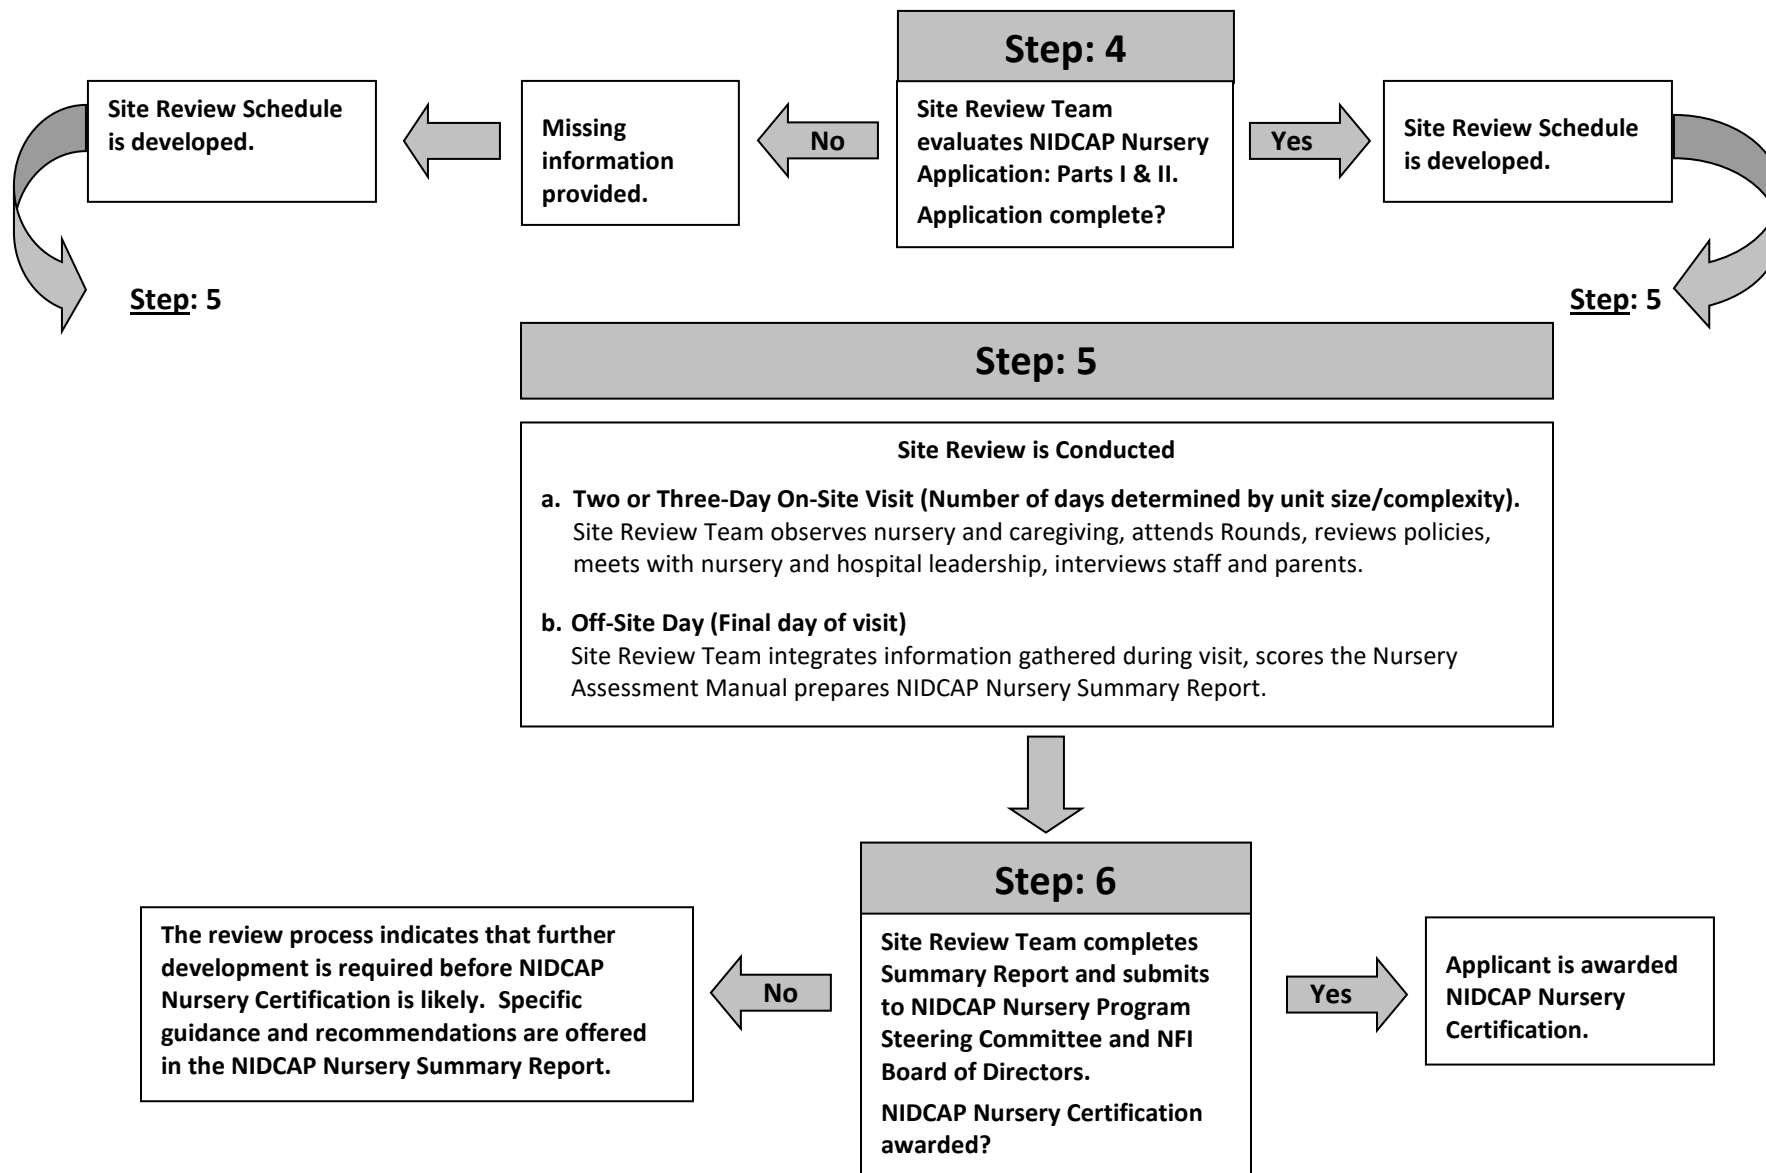 Step: 4
Site Review Schedule
is developed.
Missing
information
provided.
No
Site Review Team
evaluates NIDCAP Nursery
Application: Parts I & II.
Application complete?
Yes
Site Review Schedule
is developed.
Step: 5
Step: 5
Step: 5
Site Review is Conducted
a. Two or Three-Day On-Site Visit (Number of days determined by unit size/complexity).
Site Review Team observes nursery and caregiving, attends Rounds, reviews policies,
meets with nursery and hospital leadership, interviews staff and parents.
b. Off-Site Day (Final day of visit)
Site Review Team integrates information gathered during visit, scores the Nursery
Assessment Manual prepares NIDCAP Nursery Summary Report.
Step: 6
The review process indicates that further
development is required before NIDCAP
Nursery Certification is likely.  Specific
guidance and recommendations are offered
in the NIDCAP Nursery Summary Report.
No
Site Review Team completes
Summary Report and submits
to NIDCAP Nursery Program
Steering Committee and NFI
Board of Directors.
NIDCAP Nursery Certification
awarded?
Yes
Applicant is awarded
NIDCAP Nursery
Certification.